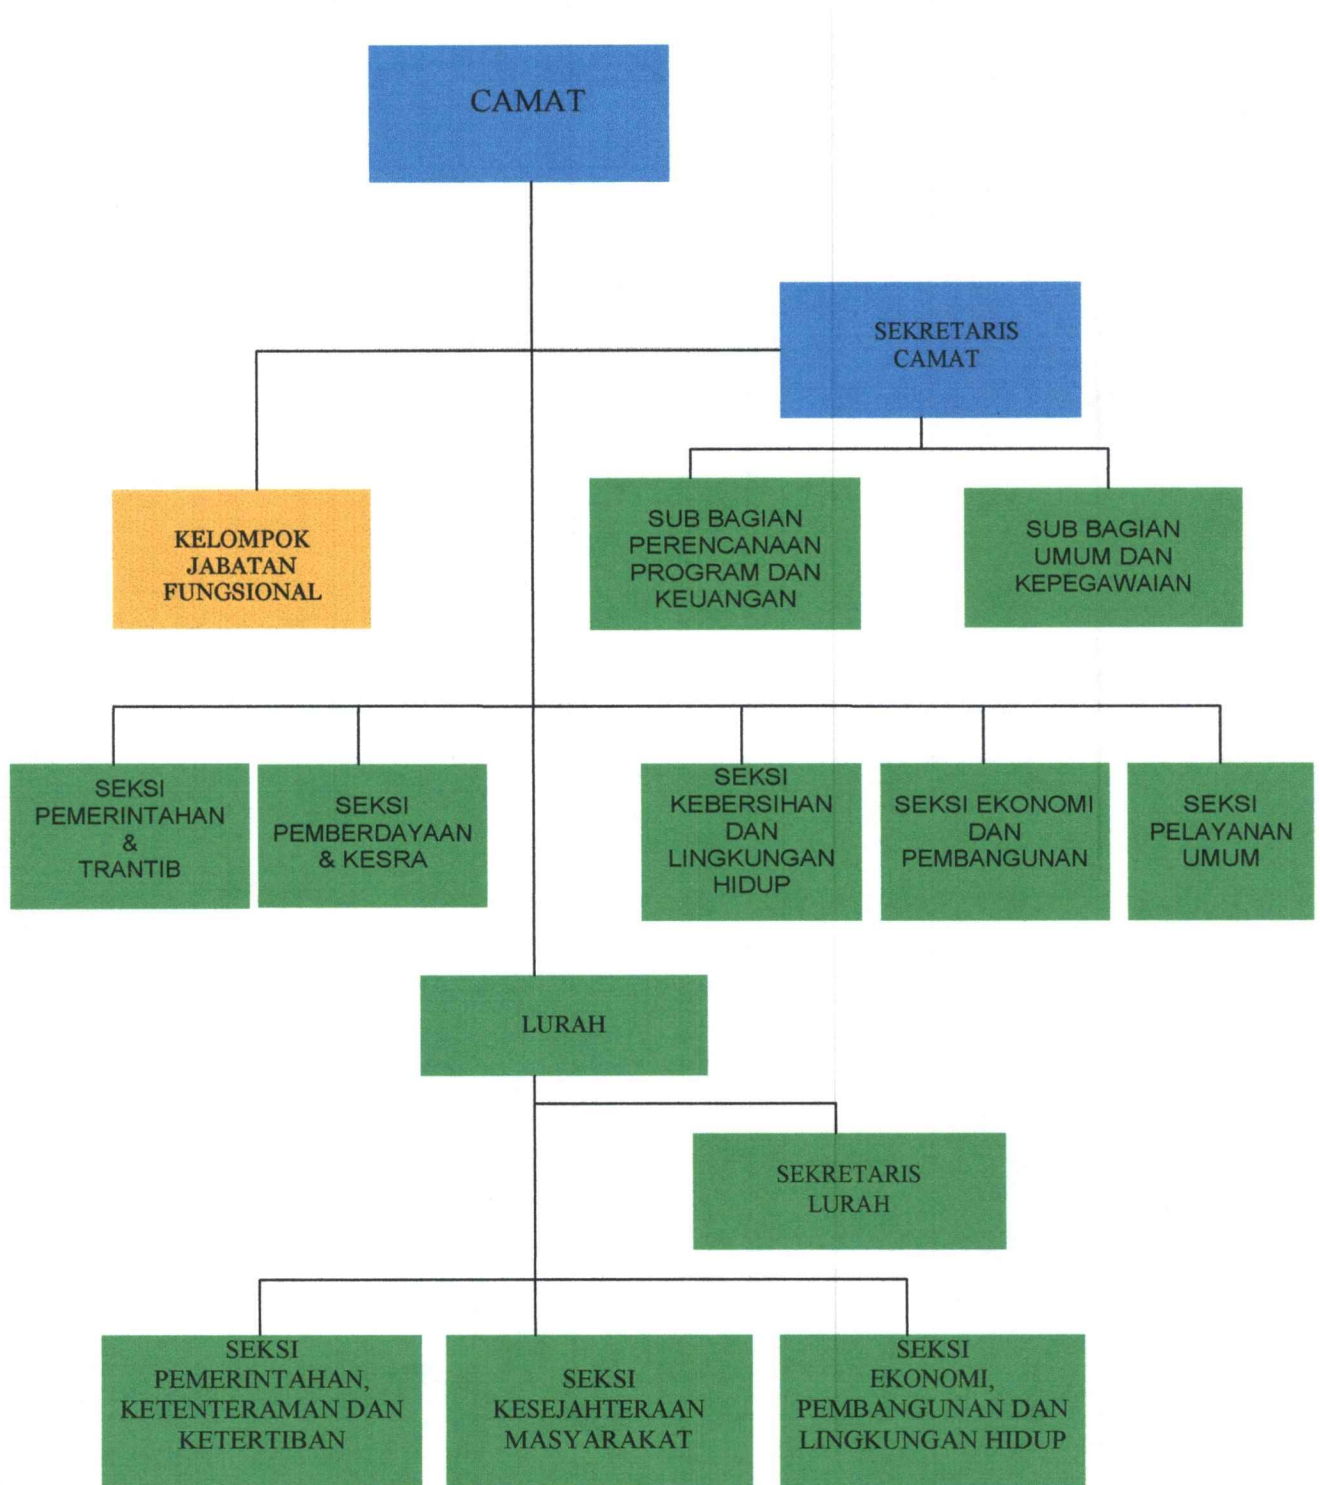 CAMAT
SEKRETARIS
CAMAT
KELOMPOK
JABATAN
FUNGSIONAL
SUB BAGIAN
PERENCANAAN
PROGRAM DAN
KEUANGAN
SUB BAGIAN
UMUM DAN
KEPEGAWAIAN
SEKSI
PEMERINTAHAN
&
TRANTIB
SEKSI
PEMBERDAYAAN
& KESRA
SEKSI
KEBERSIHAN
DAN
LINGKUNGAN
HIDUP
SEKSI EKONOMI
DAN
PEMBANGUNAN
SEKSI
PELAYANAN
UMUM
LURAH
SEKRETARIS
LURAH
SEKSI
PEMERINTAHAN,
KETENTERAMAN DAN
KETERTIBAN
SEKSI
KESEJAHTERAAN
MASYARAKAT
SEKSI
EKONOMI,
PEMBANGUNAN DAN
LINGKUNGAN HIDUP